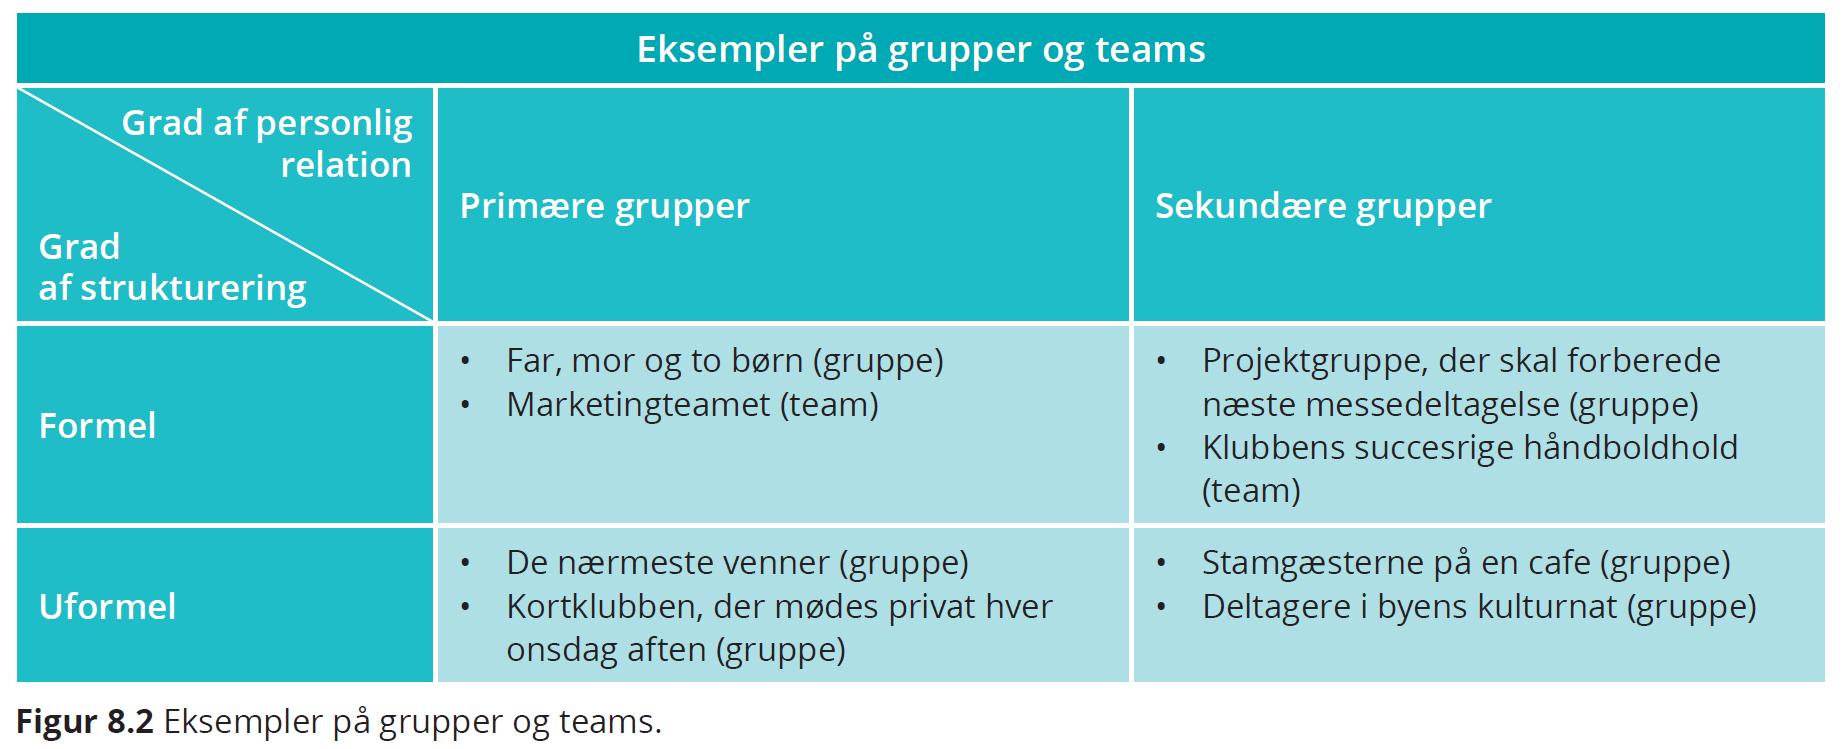 Eksempler på grupper og teams
Grad af personlig
relation
Grad
af strukturering
Primære grupper
Sekundære grupper
Formel
• Far, mor og to børn (gruppe)
• Marketingteamet (team)
• Projektgruppe, der skal forberede
næste messedeltagelse (gruppe)
• Klubbens succesrige håndboldhold
(team)
Uformel
• De nærmeste venner (gruppe)
• Kortklubben, der mødes privat hver
onsdag aften (gruppe)
• Stamgæsterne på en cafe (gruppe)
• Deltagere i byens kulturnat (gruppe)
Figur 8.2 Eksempler på grupper og teams.